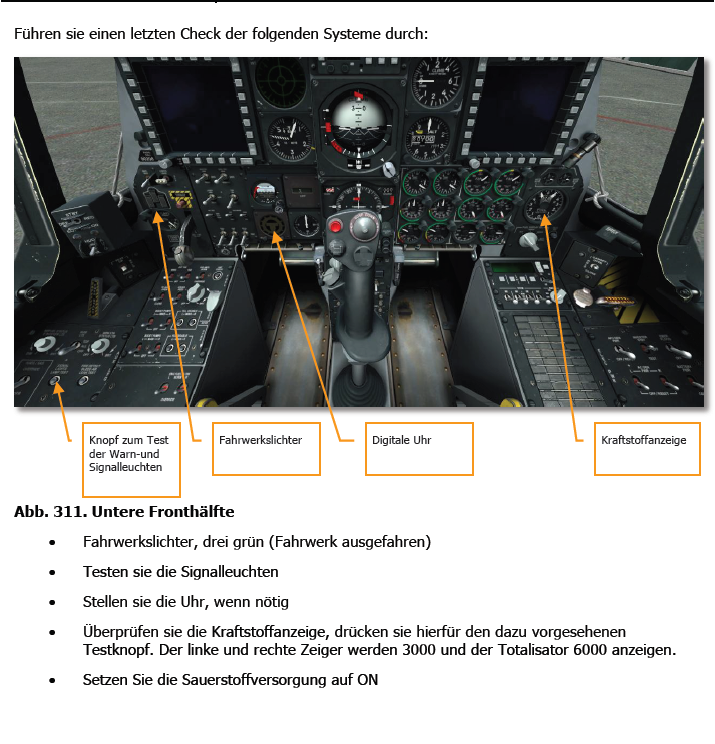 Führen sie einen letzten Check der folgenden Systeme durch:
Knopf zum Test
der Warn-und
Signalleuchten
Fahrwerkslichter
Digitale Uhr
Kraftstoffanzeige
Abb. 311. Untere Fronthälfte
• Fahrwerkslichter, drei grün (Fahrwerk ausgefahren)
• Testen sie die Signalleuchten
• Stellen sie die Uhr, wenn nötig
• Überprüfen sie die Kraftstoffanzeige, drücken sie hierfür den dazu vorgesehenen
Testknopf. Der linke und rechte Zeiger werden 3000 und der Totalisator 6000 anzeigen.
• Setzen Sie die Sauerstoffversorgung auf ON